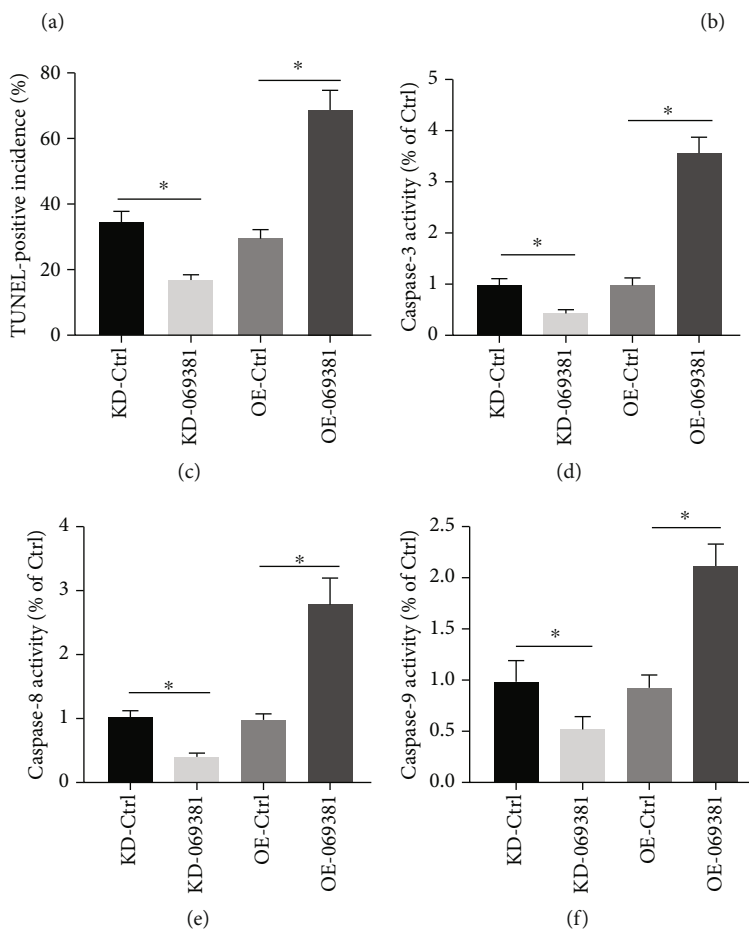 (a)
(b)
TUNEL-positive incidence (%)
80
60
40
20
0
*
*
KD-Ctrl
KD-069381
OE-Ctrl
OE-069381
(c)
Caspase-3 activity (% of Ctrl)
5
4
3
2
1
0
*
*
KD-Ctrl
KD-069381
OE-Ctrl
OE-069381
(d)
Caspase-8 activity (% of Ctrl)
4
3
2
1
0
*
*
KD-Ctrl
KD-069381
OE-Ctrl
OE-069381
(e)
Caspase-9 activity (% of Ctrl)
2.5
2.0
1.5
1.0
0.5
0.0
*
*
KD-Ctrl
KD-069381
OE-Ctrl
OE-069381
(f)